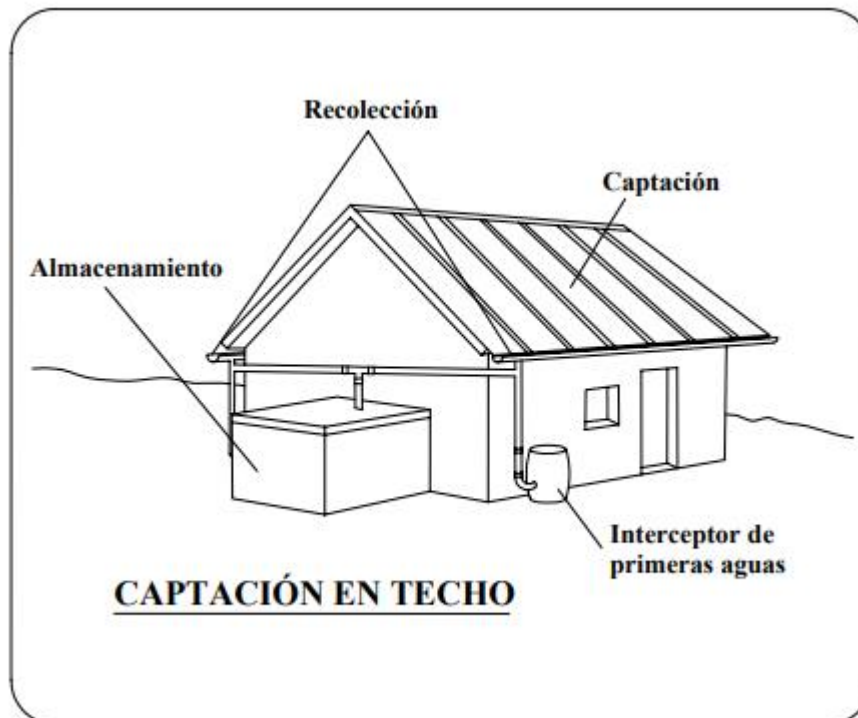 Recolección
Captación
Almacenamiento
Interceptor de
primeras aguas
CAPTACIÓN EN TECHO